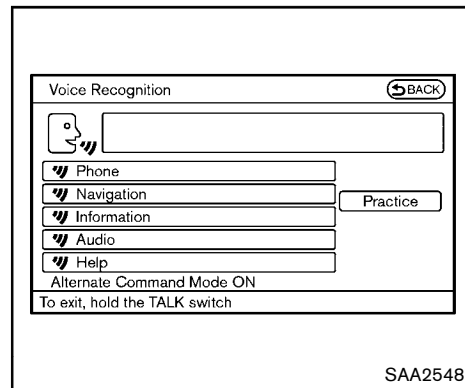 Voice Recognition
BACK
Phone
Navigation
Practice
Information
Audio
Help
Alternate Command Mode ON
To exit, hold the TALK switch
SAA2548